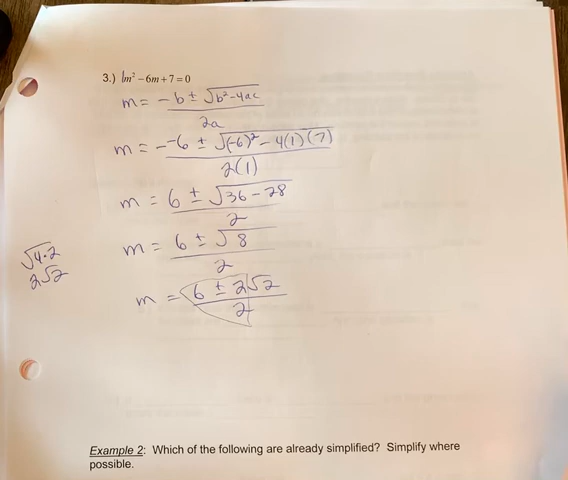 3.) 1m² – 6m + 7 = 0
m = -b ± √b²-4ac
2a
m = --6 ± √(-6)² - 4(1)(7)
2(1)
m = 6 ± √36-28
2
√4·2
m = 6 ± √8
2√2
2
m = 6 ± 2√2
2
Example 2: Which of the following are already simplified? Simplify where
possible.